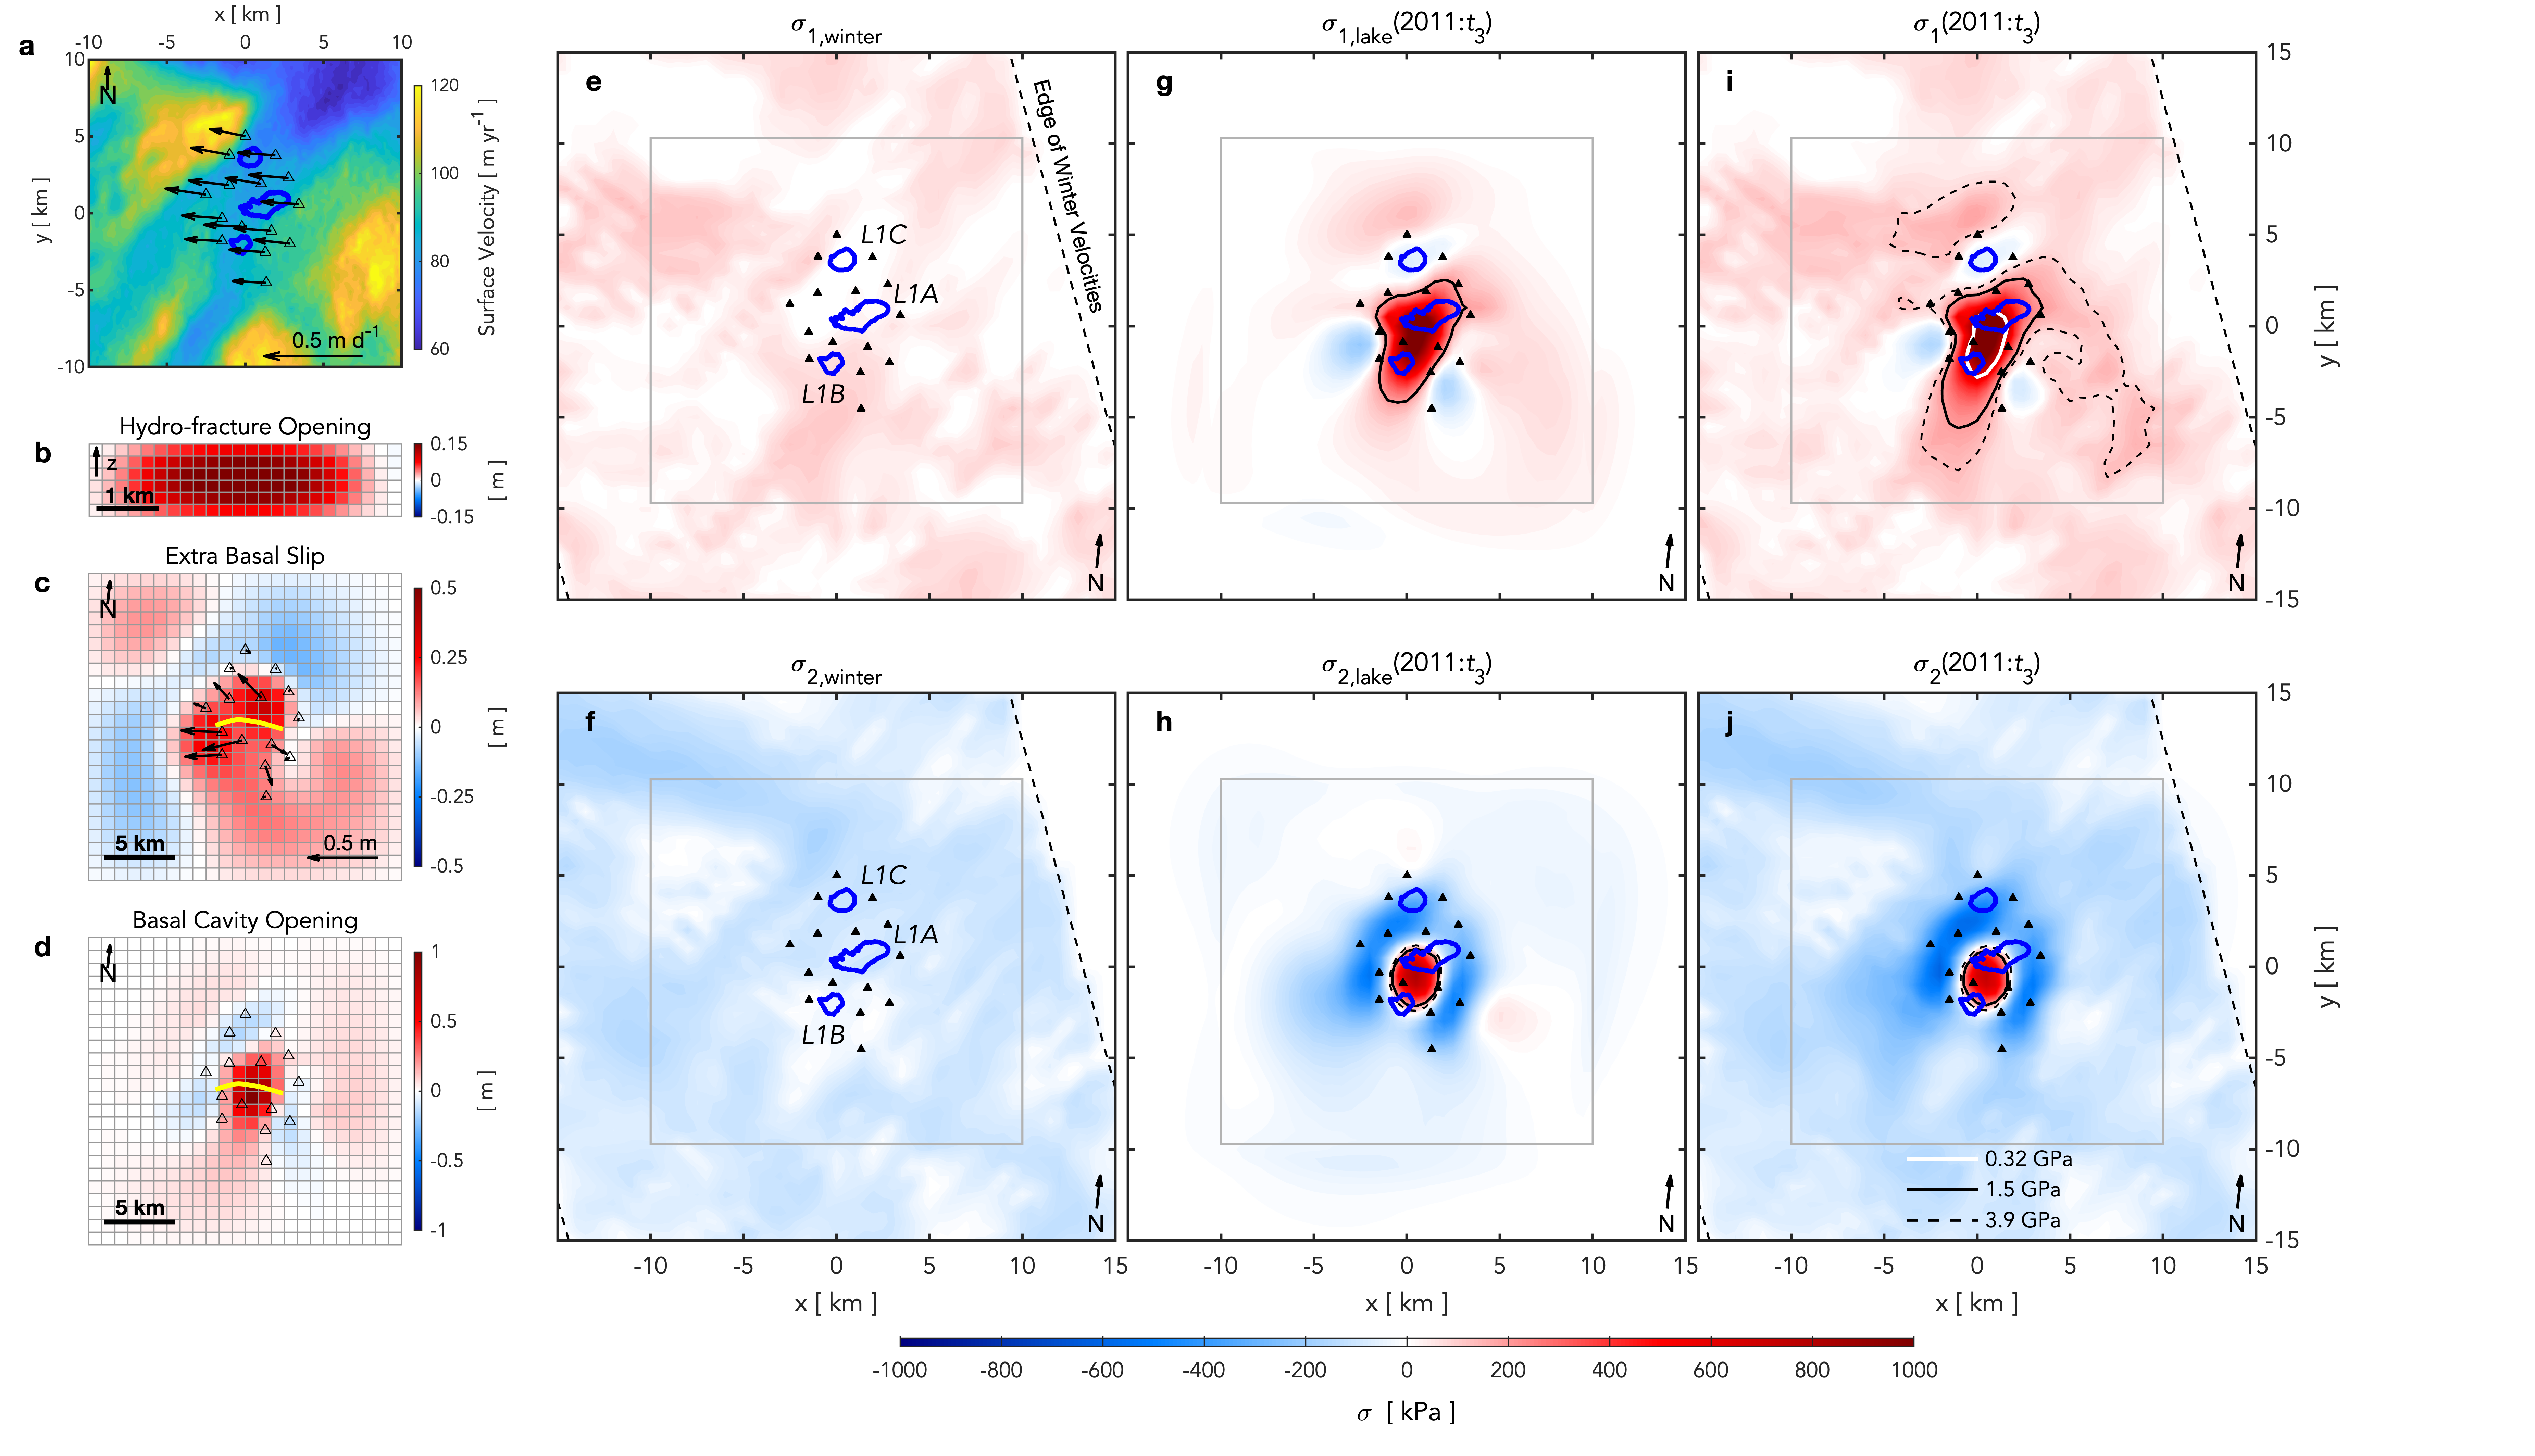 a
x [ km ]
-10 -5 0 5 10
10
5
0
-5
-10
y [ km ]
N
0.5 m d⁻¹
120
100
80
60
Surface Velocity [ m yr⁻¹ ]
b
Hydro-fracture Opening
z
1 km
0.15
0
-0.15
[ m ]
c
Extra Basal Slip
N
5 km
0.5 m
0.5
0.25
0
-0.25
-0.5
[ m ]
d
Basal Cavity Opening
N
5 km
1
0.5
0
-0.5
-1
[ m ]
σ₁,winter
e
Edge of Winter Velocities
L1C
L1A
L1B
N
σ₁,lake(2011:t₃)
g
N
σ₁(2011:t₃)
i
N
15
10
5
0
-5
-10
-15
y [ km ]
σ₂,winter
f
L1C
L1A
L1B
N
-10 -5 0 5 10 15
x [ km ]
σ₂,lake(2011:t₃)
h
N
-10 -5 0 5 10 15
x [ km ]
σ₂(2011:t₃)
j
0.32 GPa
1.5 GPa
3.9 GPa
N
15
10
5
0
-5
-10
-15
y [ km ]
-10 -5 0 5 10 15
x [ km ]
-1000 -800 -600 -400 -200 0 200 400 600 800 1000
σ [ kPa ]